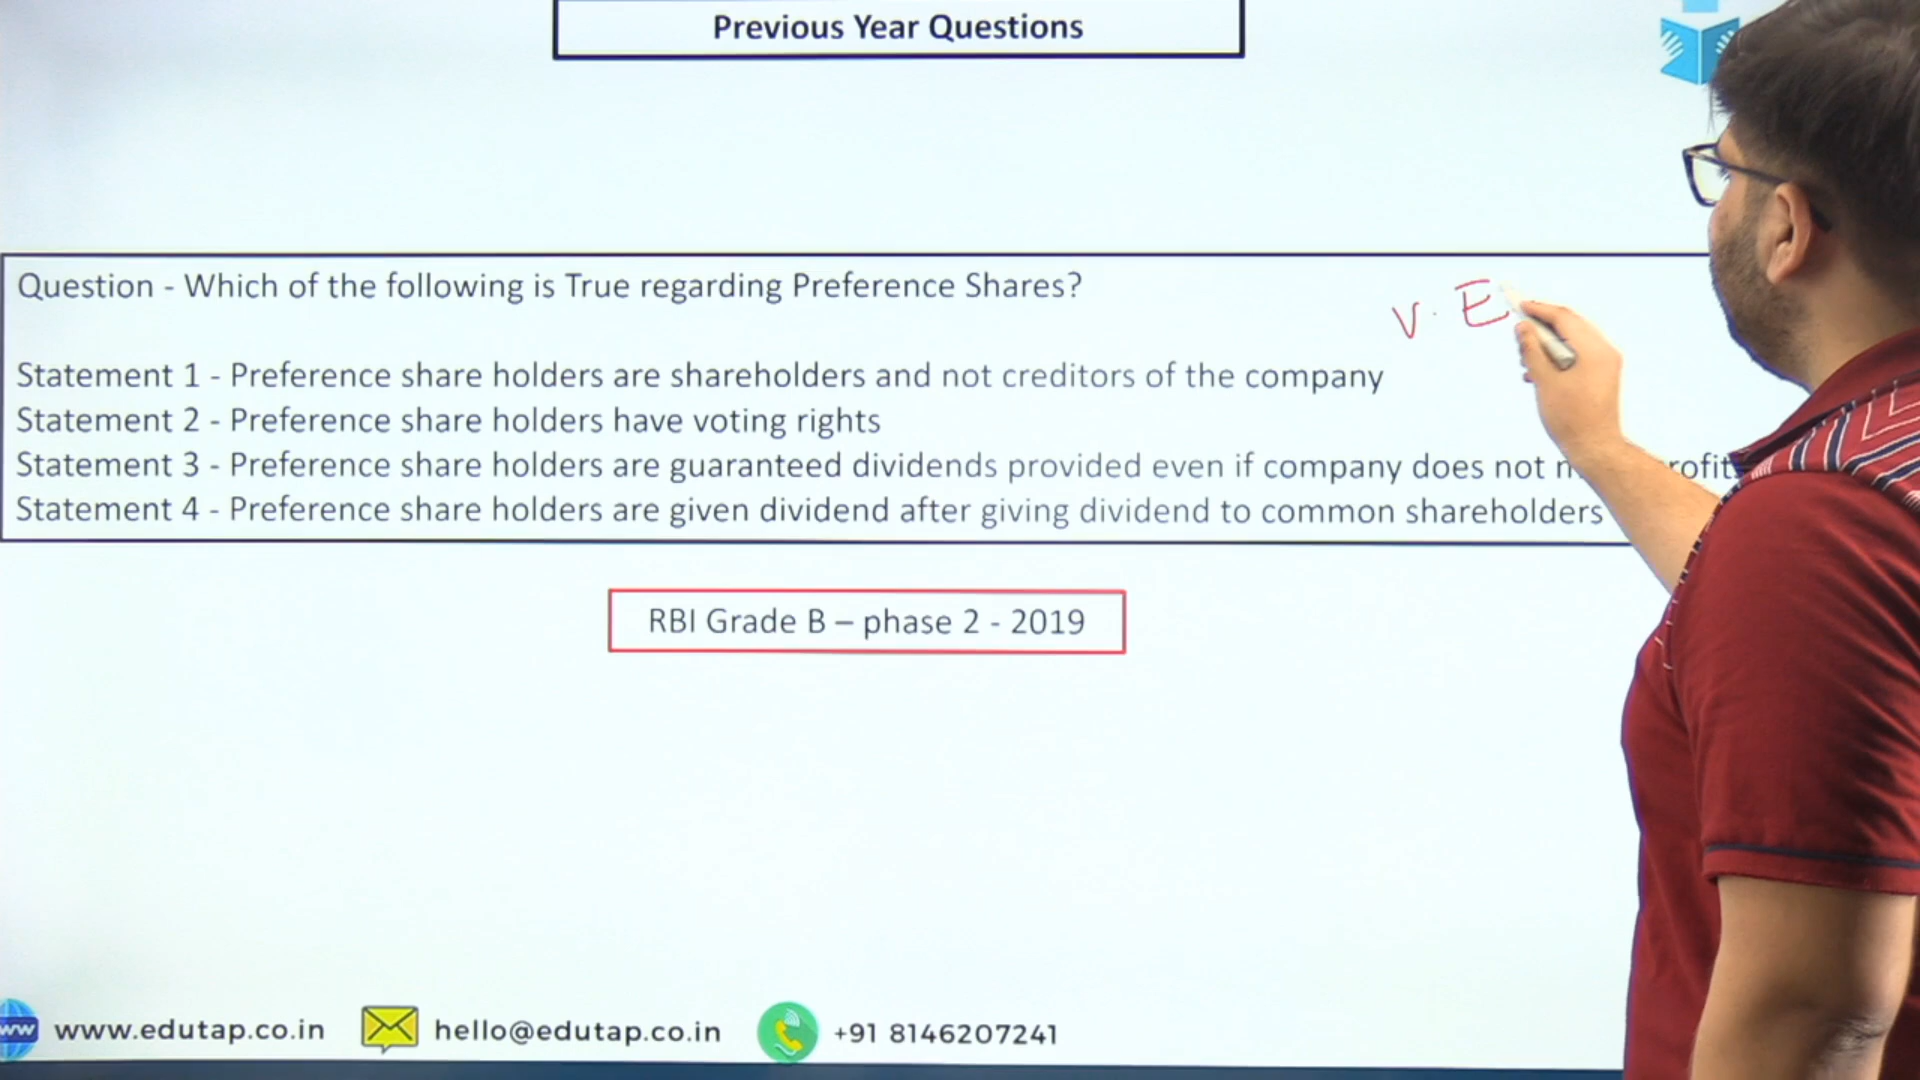 Previous Year Questions
Question - Which of the following is True regarding Preference Shares?
V. E
Statement 1 - Preference share holders are shareholders and not creditors of the company
Statement 2 - Preference share holders have voting rights
Statement 3 - Preference share holders are guaranteed dividends provided even if company does not
Statement 4 - Preference share holders are given dividend after giving dividend to common shareholders
RBI Grade B – phase 2 - 2019
www.edutap.co.in hello@edutap.co.in +91 8146207241